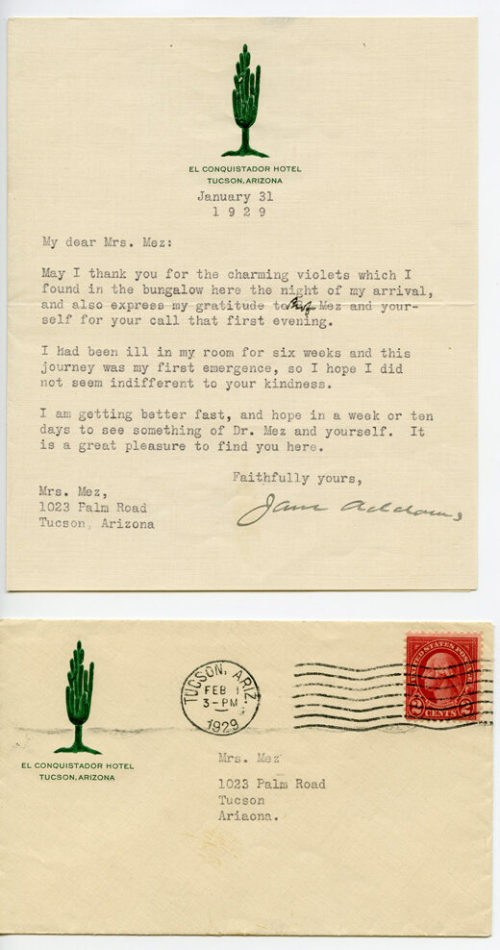 EL CONQUISTADOR HOTEL
TUCSON, ARIZONA
January 31
1 9 2 9
My dear Mrs. Mez:
May I thank you for the charming violets which I
found in the bungalow here the night of my arrival,
and also express my gratitude to Mez and your-
self for your call that first evening.
I had been ill in my room for six weeks and this
journey was my first emergence, so I hope I did
not seem indifferent to your kindness.
I am getting better fast, and hope in a week or ten
days to see something of Dr. Mez and yourself. It
is a great pleasure to find you here.
Faithfully yours,
Jane Addams
Mrs. Mez,
1023 Palm Road
Tucson, Arizona
TUCSON, ARIZ.
FEB 1
3-PM
1929
UNITED STATES POSTAGE
2 CENTS 2
EL CONQUISTADOR HOTEL
TUCSON, ARIZONA
Mrs. Mez
1023 Palm Road
Tucson
Ariaona.